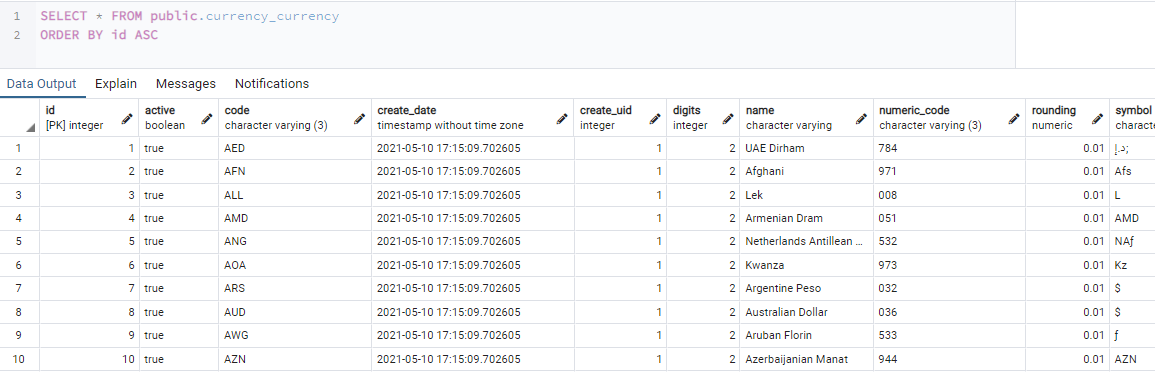 1 SELECT * FROM public.currency_currency
2 ORDER BY id ASC
Data Output Explain Messages Notifications
id active code create_date create_uid digits name numeric_code rounding symbol
[PK] integer boolean character varying (3) timestamp without time zone integer integer character varying character varying (3) numeric characte
1 1 true AED 2021-05-10 17:15:09.702605 1 2 UAE Dirham 784 0.01 د.إ;
2 2 true AFN 2021-05-10 17:15:09.702605 1 2 Afghani 971 0.01 Afs
3 3 true ALL 2021-05-10 17:15:09.702605 1 2 Lek 008 0.01 L
4 4 true AMD 2021-05-10 17:15:09.702605 1 2 Armenian Dram 051 0.01 AMD
5 5 true ANG 2021-05-10 17:15:09.702605 1 2 Netherlands Antillean ... 532 0.01 NAƒ
6 6 true AOA 2021-05-10 17:15:09.702605 1 2 Kwanza 973 0.01 Kz
7 7 true ARS 2021-05-10 17:15:09.702605 1 2 Argentine Peso 032 0.01 $
8 8 true AUD 2021-05-10 17:15:09.702605 1 2 Australian Dollar 036 0.01 $
9 9 true AWG 2021-05-10 17:15:09.702605 1 2 Aruban Florin 533 0.01 ƒ
10 10 true AZN 2021-05-10 17:15:09.702605 1 2 Azerbaijanian Manat 944 0.01 AZN